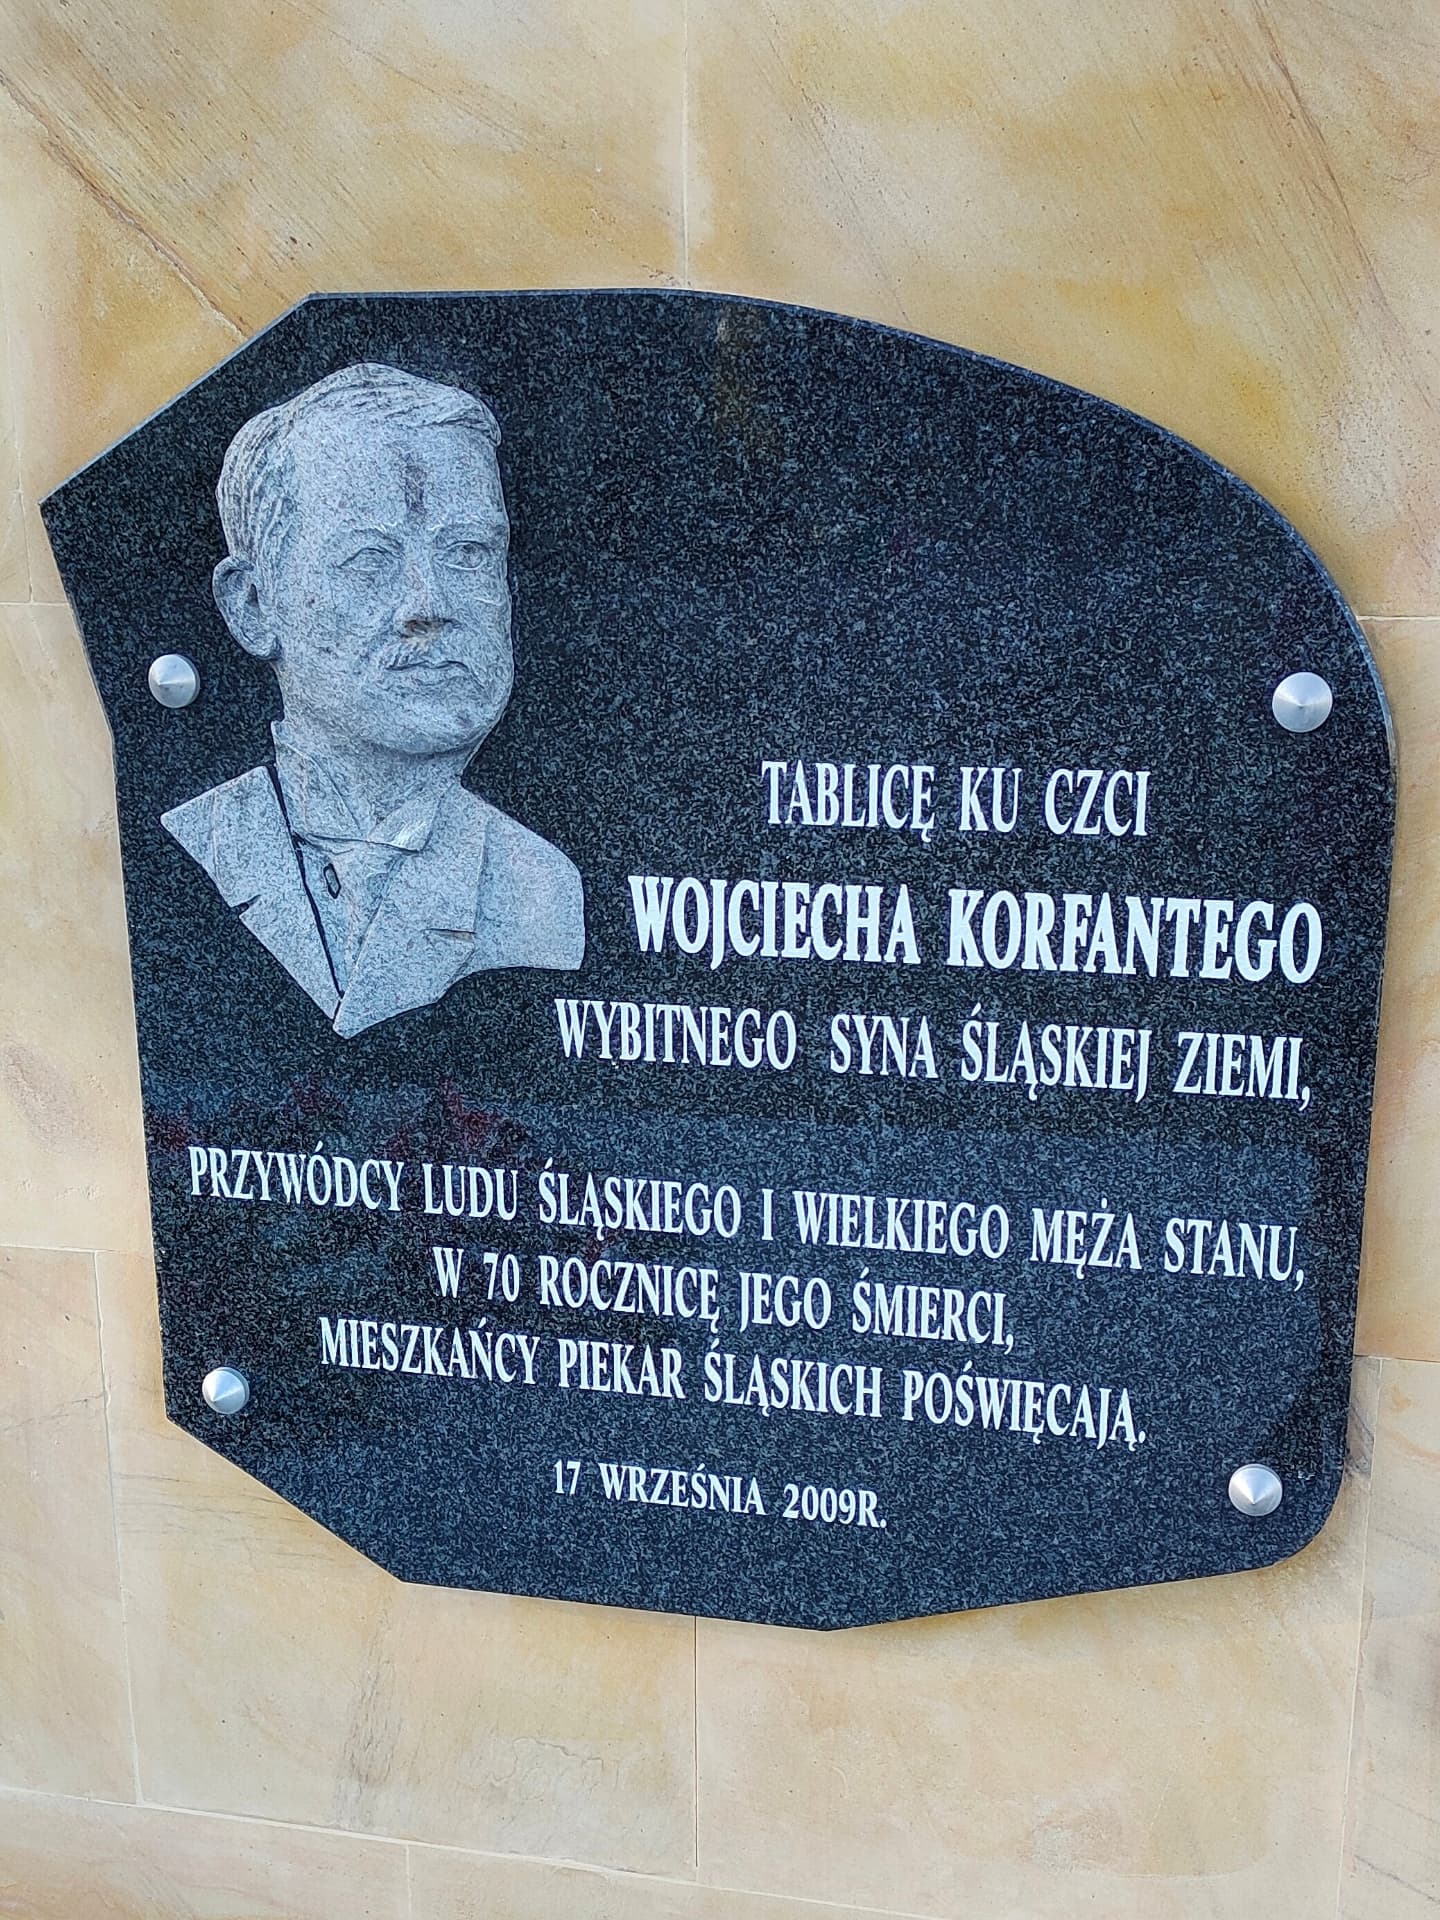 TABLICĘ KU CZCI
WOJCIECHA KORFANTEGO
WYBITNEGO SYNA ŚLĄSKIEJ ZIEMI,
PRZYWÓDCY LUDU ŚLĄSKIEGO I WIELKIEGO MĘŻA STANU,
W 70 ROCZNICĘ JEGO ŚMIERCI,
MIESZKAŃCY PIEKAR ŚLĄSKICH POŚWIĘCAJĄ.
17 WRZEŚNIA 2009R.